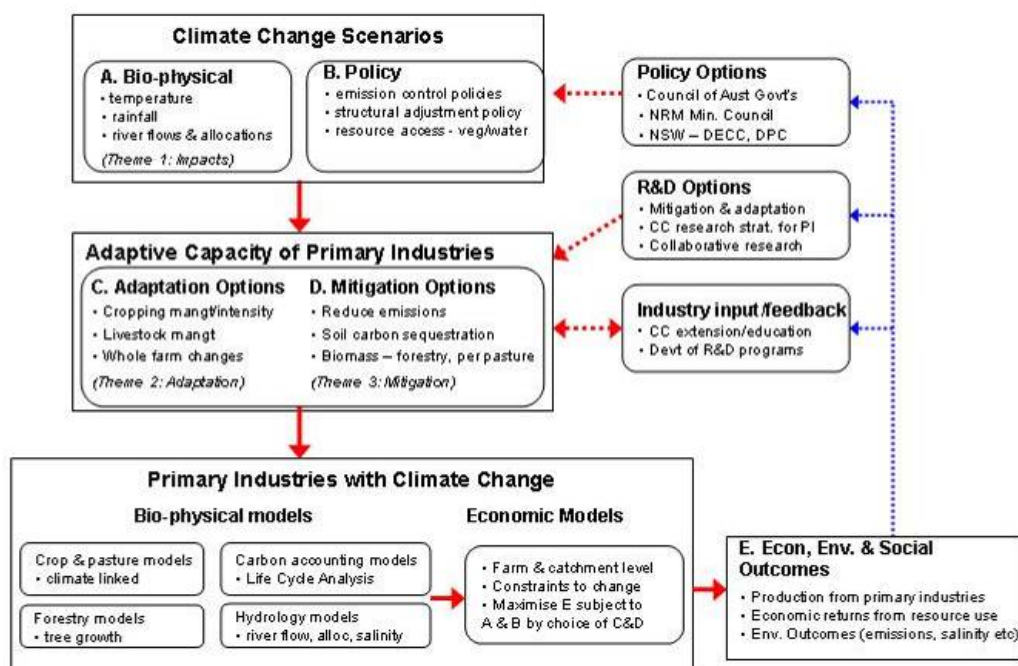 Climate Change Scenarios
A. Bio-physical
• temperature
• rainfall
• river flows & allocations
(Theme 1: Impacts)
B. Policy
• emission control policies
• structural adjustment policy
• resource access - veg/water
Policy Options
• Council of Aust Govt's
• NRM Min. Council
• NSW – DECC, DPC
R&D Options
• Mitigation & adaptation
• CC research strat. for PI
• Collaborative research
Adaptive Capacity of Primary Industries
C. Adaptation Options
• Cropping mangt/intensity
• Livestock mangt
• Whole farm changes
(Theme 2: Adaptation)
D. Mitigation Options
• Reduce emissions
• Soil carbon sequestration
• Biomass – forestry, per pasture
(Theme 3: Mitigation)
Industry input/feedback
• CC extension/education
• Devt of R&D programs
Primary Industries with Climate Change
Bio-physical models
Crop & pasture models
• climate linked
Carbon accounting models
• Life Cycle Analysis
Forestry models
• tree growth
Hydrology models
• river flow, alloc, salinity
Economic Models
• Farm & catchment level
• Constraints to change
• Maximise E subject to
A & B by choice of C&D
E. Econ, Env. & Social
Outcomes
• Production from primary industries
• Economic returns from resource use
• Env. Outcomes (emissions, salinity etc)